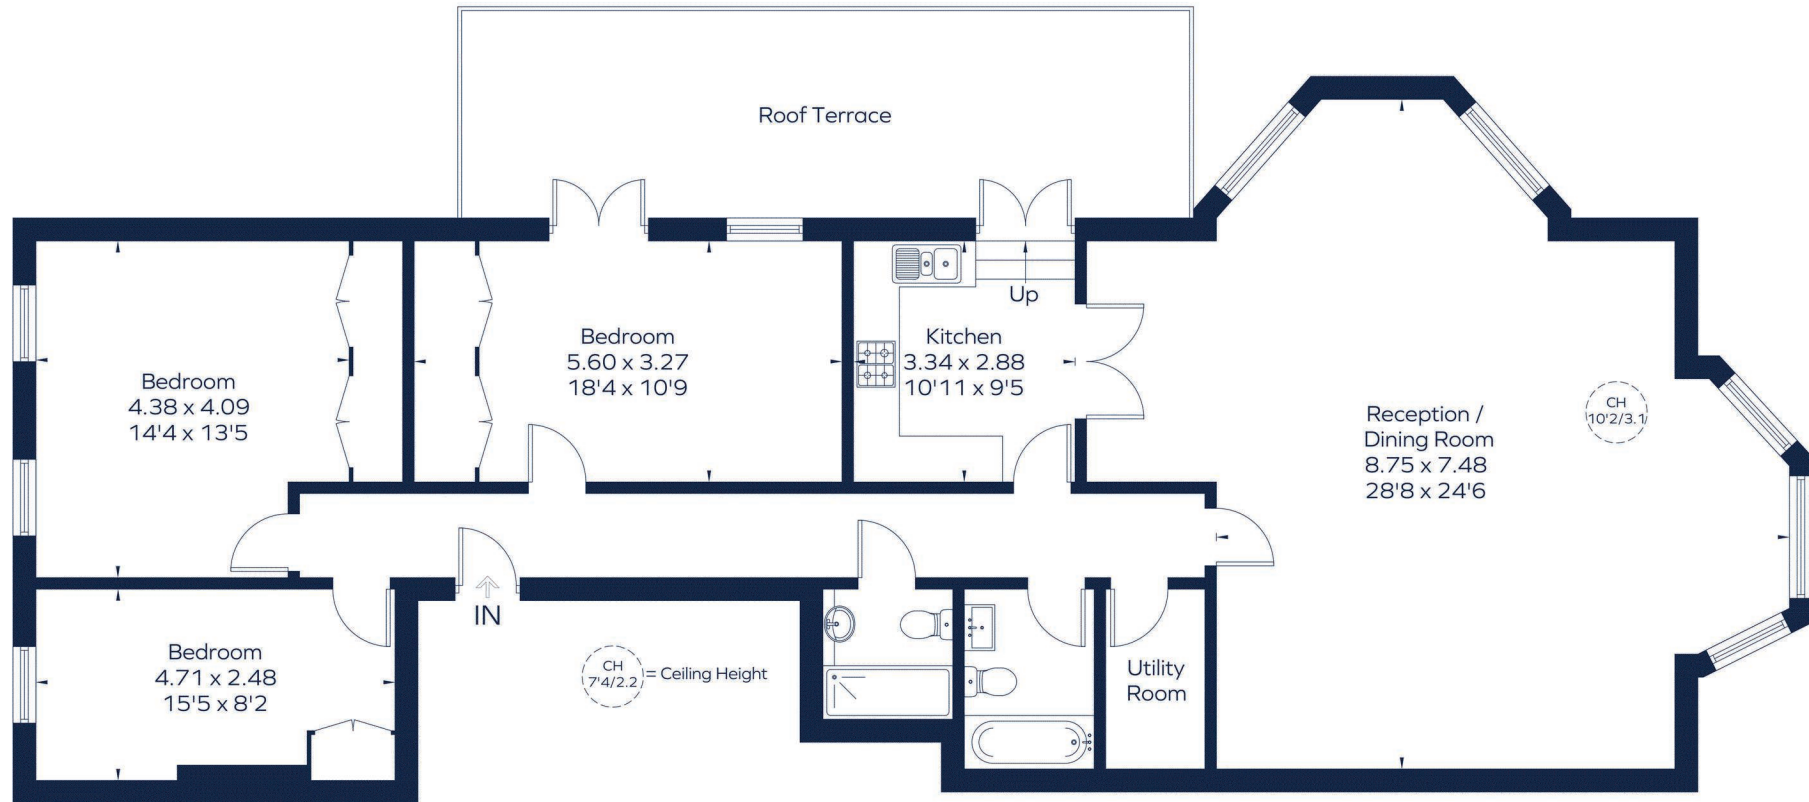 Roof Terrace
Up
Bedroom
5.60 x 3.27
18'4 x 10'9
Kitchen
3.34 x 2.88
10'11 x 9'5
Bedroom
4.38 x 4.09
14'4 x 13'5
CH
10'2/3.1
Reception /
Dining Room
8.75 x 7.48
28'8 x 24'6
IN
Bedroom
4.71 x 2.48
15'5 x 8'2
CH
7'4/2.2
= Ceiling Height
Utility
Room